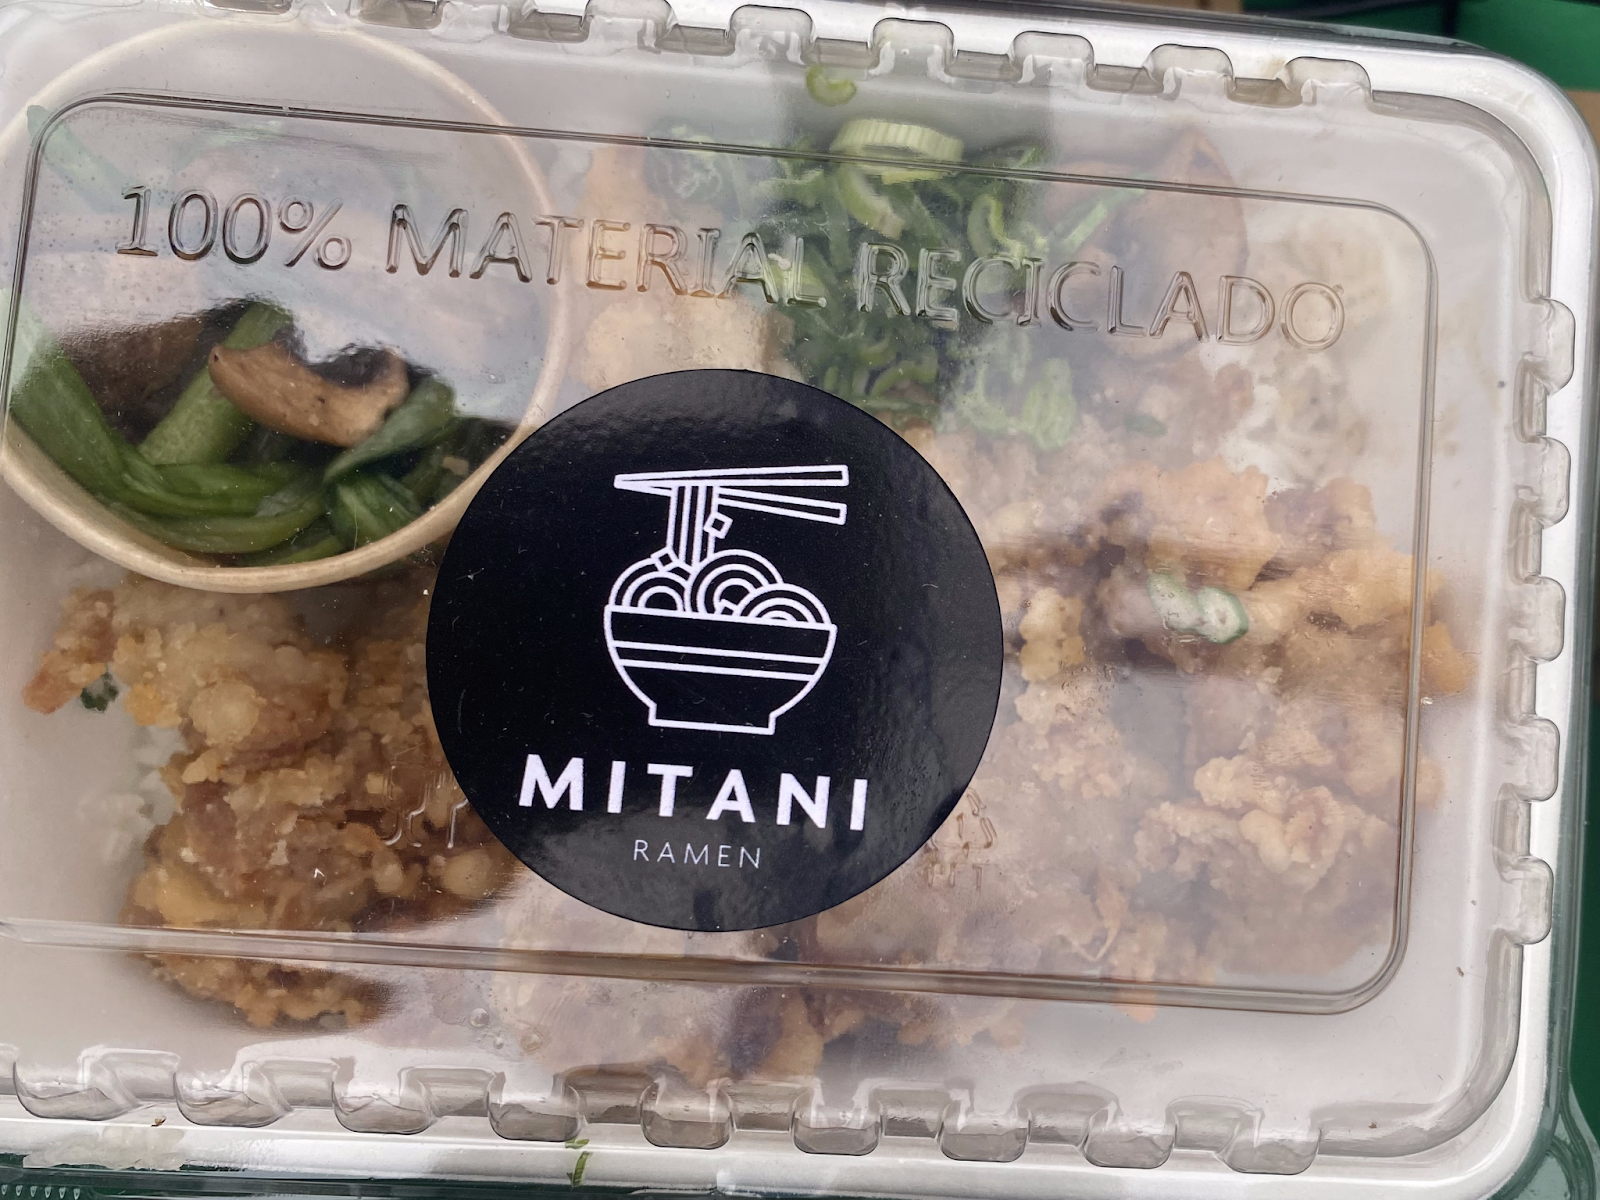 100% MATERIAL RECICLADO
MITANI
RAMEN